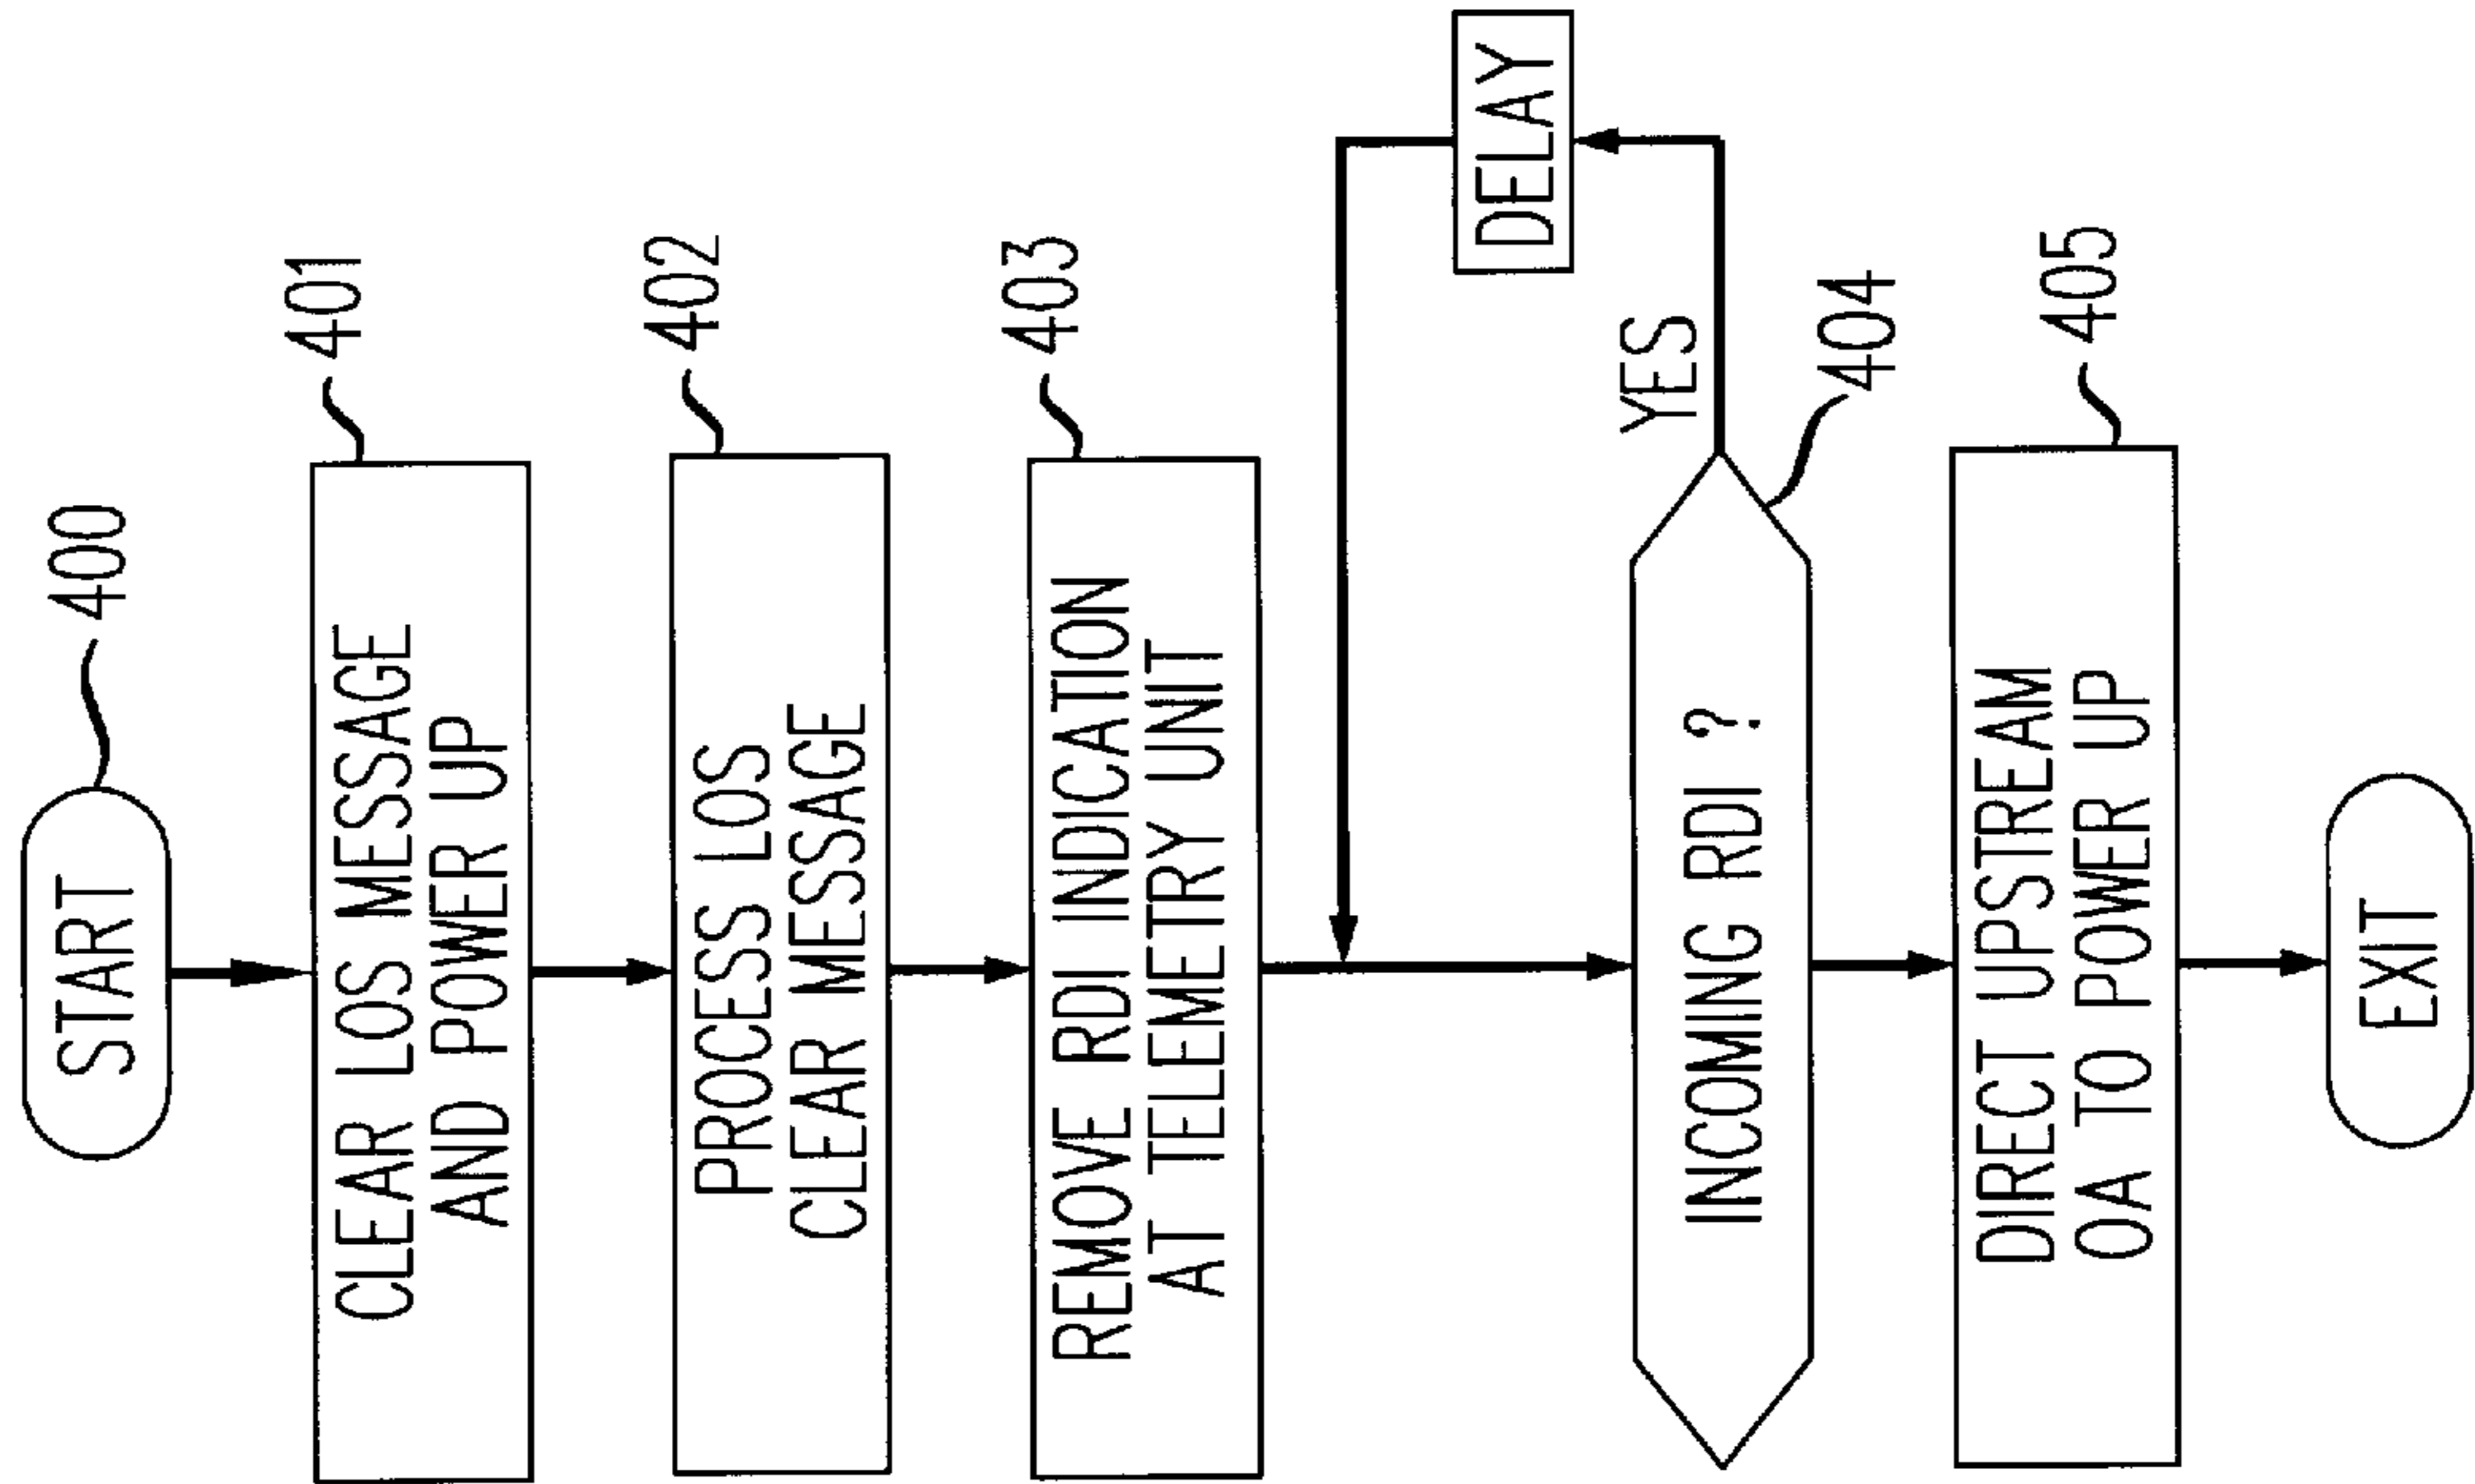 START
400
CLEAR LOS MESSAGE
AND POWER UP
401
PROCESS LOS
CLEAR MESSAGE
402
REMOVE RDI INDICATION
AT TELEMETRY UNIT
403
DELAY
INCOMING RDI ?
YES
404
DIRECT UPSTREAM
OA TO POWER UP
405
EXIT